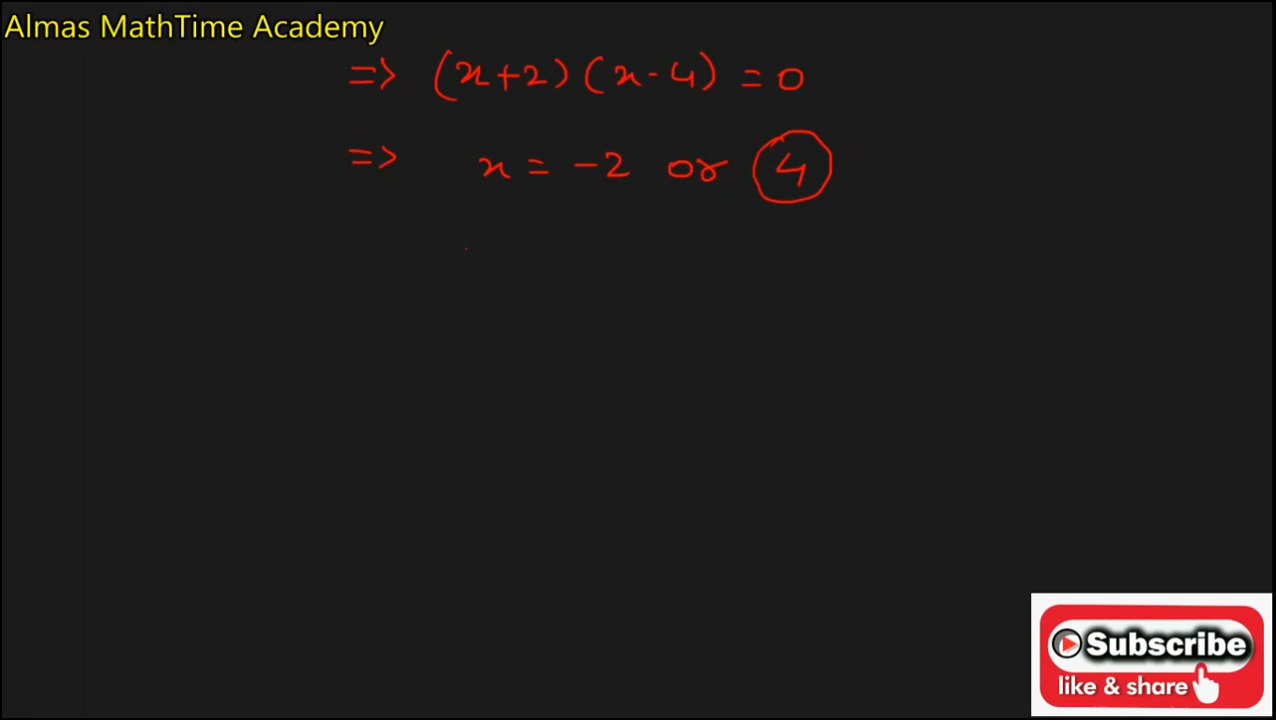 Almas MathTime Academy
=> (x+2) (x-4) = 0
=> x = -2 or 4
Subscribe
like & share